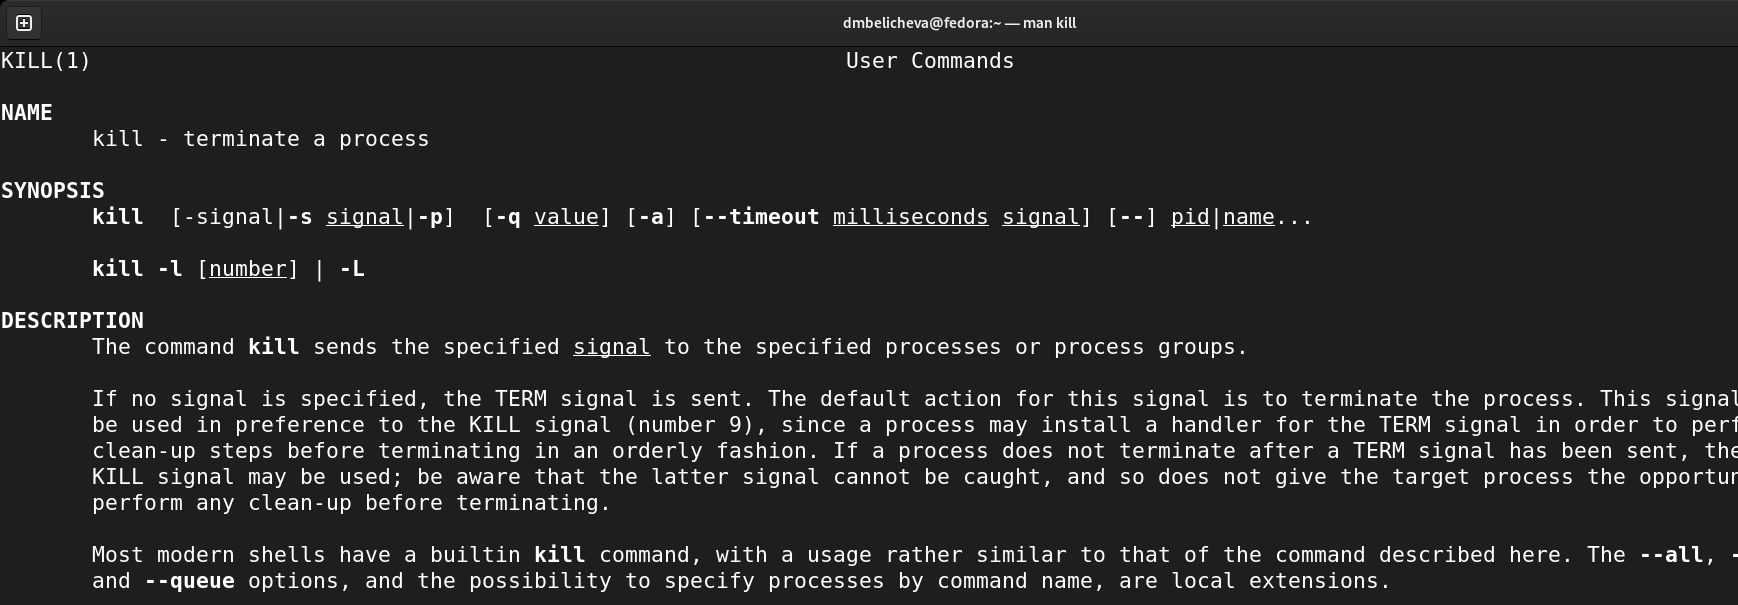 dmbelicheva@fedora:~ — man kill
KILL(1) User Commands
NAME
kill - terminate a process
SYNOPSIS
kill [-signal|-s signal|-p] [-q value] [-a] [--timeout milliseconds signal] [--] pid|name...
kill -l [number] | -L
DESCRIPTION
The command kill sends the specified signal to the specified processes or process groups.
If no signal is specified, the TERM signal is sent. The default action for this signal is to terminate the process. This signal
be used in preference to the KILL signal (number 9), since a process may install a handler for the TERM signal in order to perf
clean-up steps before terminating in an orderly fashion. If a process does not terminate after a TERM signal has been sent, the
KILL signal may be used; be aware that the latter signal cannot be caught, and so does not give the target process the opportun
perform any clean-up before terminating.
Most modern shells have a builtin kill command, with a usage rather similar to that of the command described here. The --all, -
and --queue options, and the possibility to specify processes by command name, are local extensions.